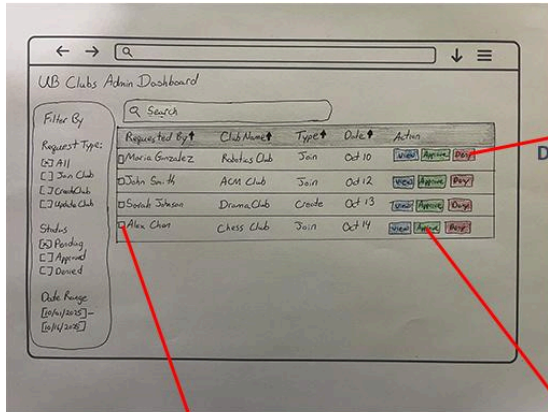 UB Clubs Admin Dashboard
Search
Filter By
Request Type:
[x] All
[ ] Join Club
[ ] Create Club
[ ] Update Club
Status
[x] Pending
[ ] Approved
[ ] Denied
Date Range
[10/01/2025]-
[10/16/2025]
Requested By↑ Club Name↑ Type↑ Date↑ Action
Maria Gonzalez Robotics Club Join Oct 10 View Approve Deny
John Smith ACM Club Join Oct 12 View Approve Deny
Sarah Johnson Drama Club Create Oct 13 View Approve Deny
Alex Chen Chess Club Join Oct 14 View Approve Deny
D